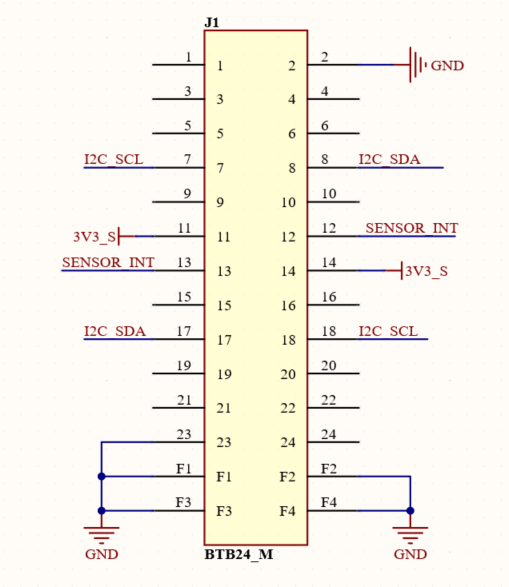 J1
1 1 2 2 GND
3 3 4 4
5 5 6 6
I2C_SCL 7 7 8 8 I2C_SDA
9 9 10 10
3V3_S 11 11 12 12 SENSOR_INT
SENSOR_INT 13 13 14 14 3V3_S
15 15 16 16
I2C_SDA 17 17 18 18 I2C_SCL
19 19 20 20
21 21 22 22
23 23 24 24
F1 F1 F2 F2
F3 F3 F4 F4
GND BTB24_M GND